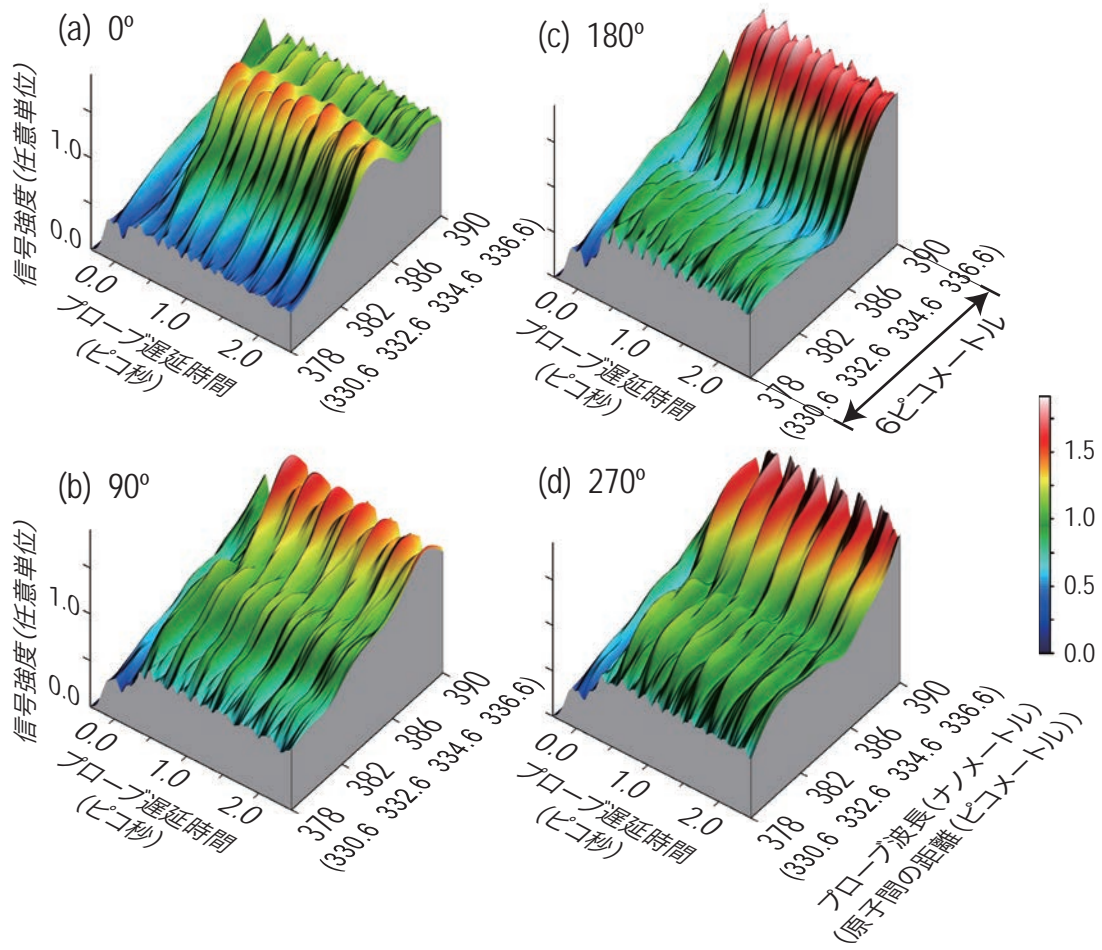 (a) 0º
信号強度(任意単位)
1.0
0.0
0.0
1.0
2.0
プローブ遅延時間
(ピコ秒)
378
382
386
390
(330.6 332.6 334.6 336.6)
(c) 180º
0.0
1.0
2.0
プローブ遅延時間
(ピコ秒)
378
382
386
390
(330.6 332.6 334.6 336.6)
6ピコメートル
(b) 90º
信号強度(任意単位)
1.0
0.0
0.0
1.0
2.0
プローブ遅延時間
(ピコ秒)
378
382
386
390
(330.6 332.6 334.6 336.6)
(d) 270º
0.0
1.0
2.0
プローブ遅延時間
(ピコ秒)
378
382
386
390
(330.6 332.6 334.6 336.6)
プローブ波長(ナノメートル)
(原子間の距離(ピコメートル))
1.5
1.0
0.5
0.0